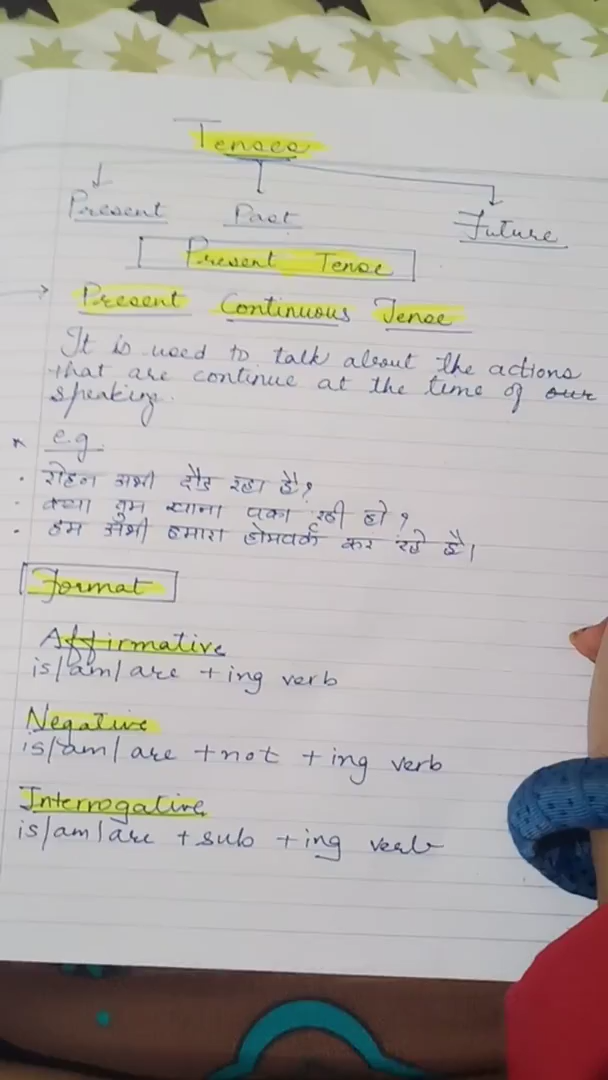 Tenses
Present Past Future
Present Tense
Present Continuous Tense
It is used to talk about the actions
that are continue at the time of our
speaking.
e.g.
रोहन अभी दौड रहा है?
क्या तुम खाना पका रही हो?
हम अभी हमारा होमवर्क कर रहे है।
Format
Affirmative
is/am/are + ing verb
Negative
is/am/are + not + ing verb
Interrogative
is/am/are + sub + ing verb